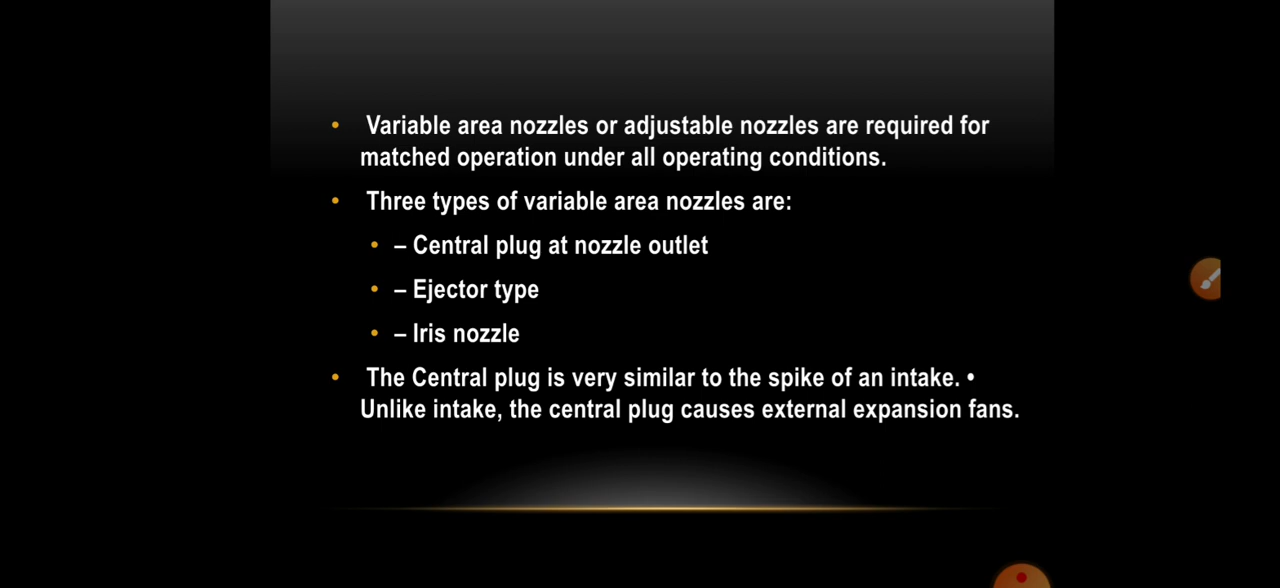 • Variable area nozzles or adjustable nozzles are required for
matched operation under all operating conditions.
• Three types of variable area nozzles are:
• – Central plug at nozzle outlet
• – Ejector type
• – Iris nozzle
• The Central plug is very similar to the spike of an intake. •
Unlike intake, the central plug causes external expansion fans.